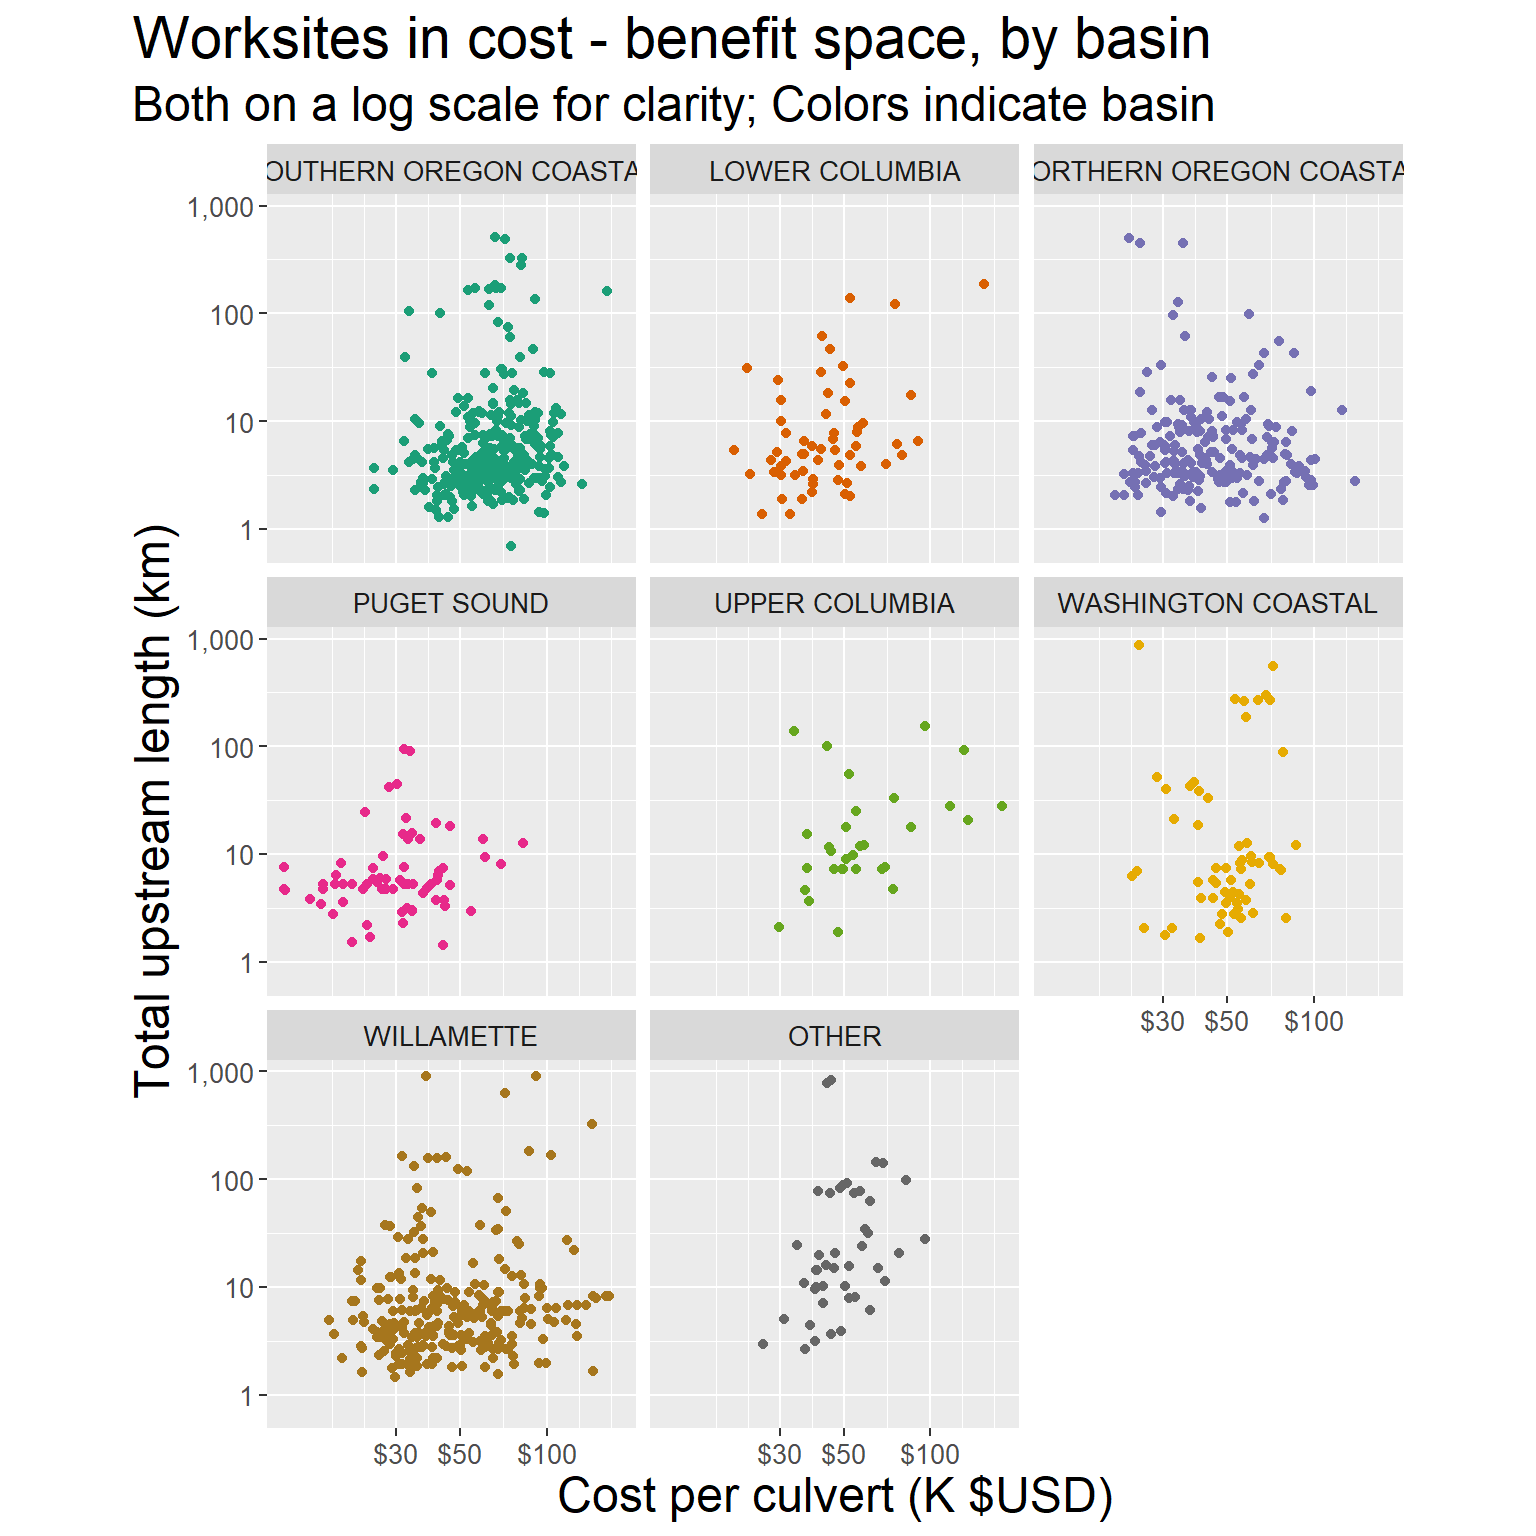 Worksites in cost - benefit space, by basin
Both on a log scale for clarity; Colors indicate basin
OUTHERN OREGON COASTA
LOWER COLUMBIA
ORTHERN OREGON COASTA
1,000
100
10
1
PUGET SOUND
UPPER COLUMBIA
WASHINGTON COASTAL
1,000
100
10
1
$30 $50 $100
WILLAMETTE
OTHER
1,000
100
10
1
$30 $50 $100
$30 $50 $100
Total upstream length (km)
Cost per culvert (K $USD)